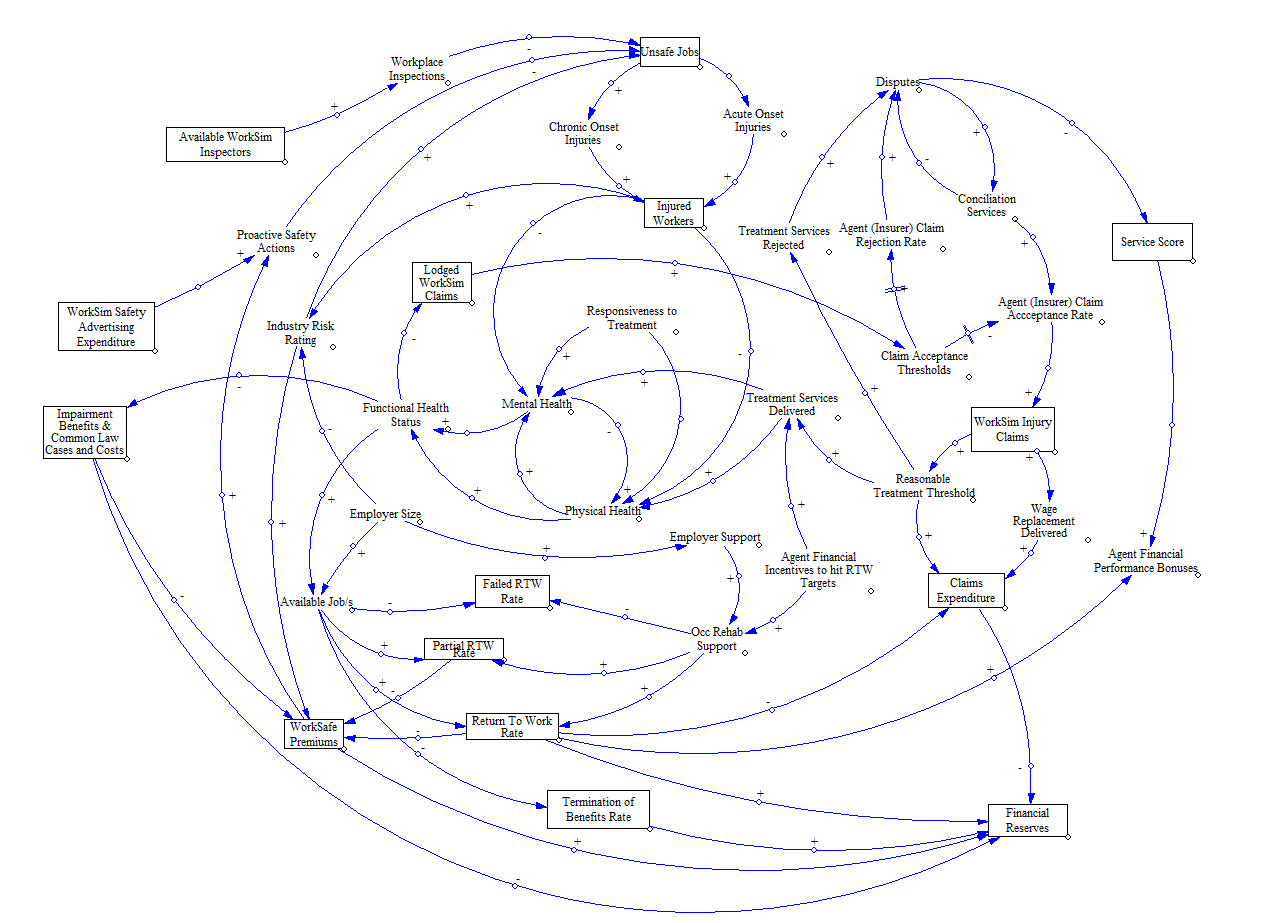 Unsafe Jobs
Workplace
Inspections
-
-
+
+
Disputes
+
-
Available WorkSim
Inspectors
Chronic Onset
Injuries
Acute Onset
Injuries
+
-
+
+
+
+
-
+
+
Conciliation
Services
Injured
Workers
-
Proactive Safety
Actions
+
Treatment Services
Rejected
Agent (Insurer) Claim
Rejection Rate
+
Service Score
Lodged
WorkSim
Claims
+
+
WorkSim Safety
Advertising
Expenditure
Responsiveness to
Treatment
Agent (Insurer) Claim
Acceptance Rate
Industry Risk
Rating
-
-
Claim Acceptance
Thresholds
+
-
-
+
+
+
Impairment
Benefits &
Common Law
Cases and Costs
Functional Health
Status
+
Mental Health
Treatment Services
Delivered
WorkSim Injury
Claims
-
-
+
+
+
+
+
Reasonable
Treatment Threshold
+
+
+
+
+
Employer Size
Physical Health
Wage
Replacement
Delivered
+
Employer Support
+
+
+
+
+
Agent Financial
Performance Bonuses
Agent Financial
Incentives to hit RTW
Targets
+
Failed RTW
Rate
Claims
Expenditure
-
Available Job/s
-
-
+
Occ Rehab
Support
+
Partial RTW
Rate
+
+
+
-
+
-
WorkSafe
Premiums
Return To Work
Rate
-
-
-
Termination of
Benefits Rate
+
Financial
Reserves
+
+
-